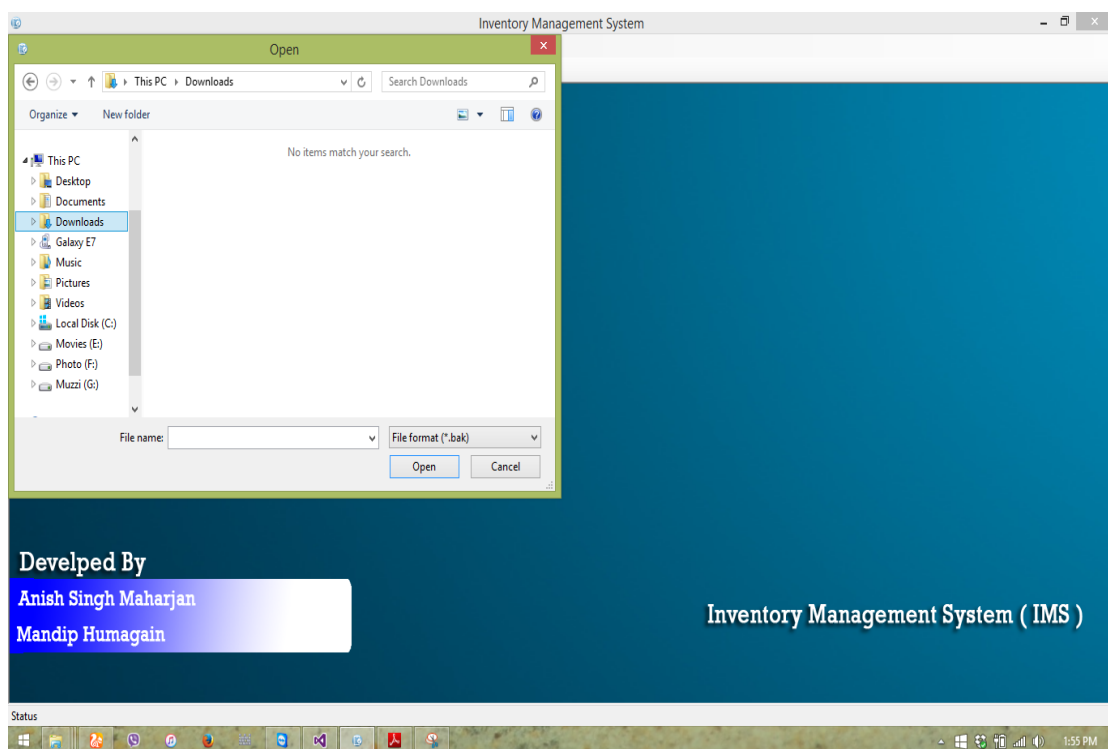 Inventory Management System
Open
This PC Downloads
Search Downloads
Organize
New folder
No items match your search.
This PC
Desktop
Documents
Downloads
Galaxy E7
Music
Pictures
Videos
Local Disk (C:)
Movies (E:)
Photo (F:)
Muzzi (G:)
File name:
File format (*.bak)
Open
Cancel
Develped By
Anish Singh Maharjan
Mandip Humagain
Inventory Management System ( IMS )
Status
1:55 PM